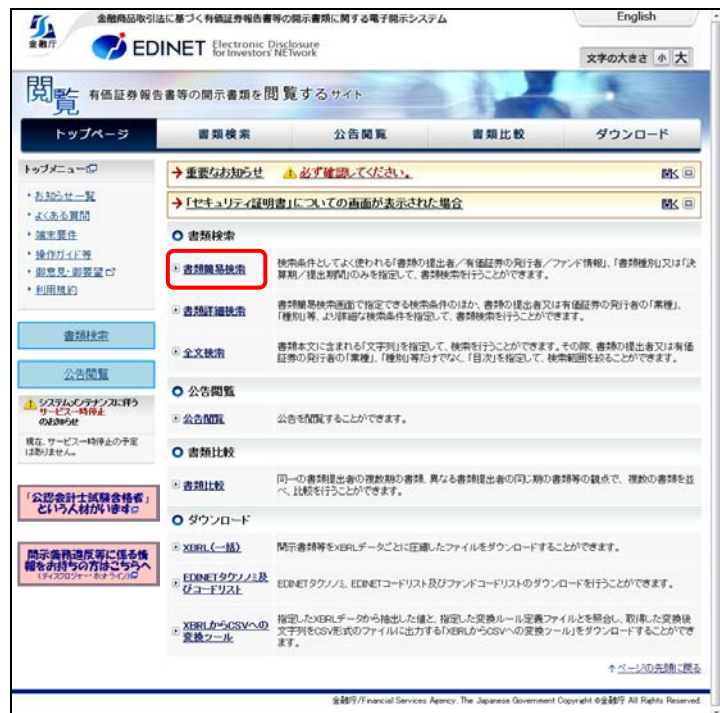 金融商品取引法に基づく有価証券報告書等の開示書類に関する電子開示システム
English
金融庁
EDINET Electronic Disclosure for Investors' NETwork
文字の大きさ 小 大
閲覧 有価証券報告書等の開示書類を閲覧するサイト
トップページ 書類検索 公告閲覧 書類比較 ダウンロード
トップメニュー
・お知らせ一覧
・よくある質問
・端末要件
・操作ガイド等
・御意見・御要望
・利用規約
書類検索
公告閲覧
システムメンテナンスに伴う
サービス一時停止
のお知らせ
現在、サービス一時停止の予定
はありません。
「公認会計士試験合格者」
という人材がいます
開示義務違反等に係る情
報をお持ちの方はこちらへ
(ディスクロージャー・ホットライン)
→重要なお知らせ 必ず確認してください。
→「セキュリティ証明書」についての画面が表示された場合
書類検索
書類簡易検索
検索条件としてよく使われる「書類の提出者/有価証券の発行者/ファンド情報」、「書類種別」又は「決
算期/提出期間」のみを指定して、書類検索を行うことができます。
書類詳細検索
書類簡易検索画面で指定できる検索条件のほか、書類の提出者又は有価証券の発行者の「業種」、
「種別」等、より詳細な検索条件を指定して、書類検索を行うことができます。
全文検索
書類本文に含まれる「文字列」を指定して、検索を行うことができます。その際、書類の提出者又は有価
証券の発行者の「業種」、「種別」等だけでなく、「目次」を指定して、検索範囲を絞ることができます。
公告閲覧
公告閲覧 公告を閲覧することができます。
書類比較
書類比較
同一の書類提出者の複数期の書類、異なる書類提出者の同じ期の書類等の観点で、複数の書類を並
べ、比較を行うことができます。
ダウンロード
XBRL(一括) 開示書類等をXBRLデータごとに圧縮したファイルをダウンロードすることができます。
EDINETタクソノミ及
びコードリスト
EDINETタクソノミ、EDINETコードリスト及びファンドコードリストのダウンロードを行うことができます。
XBRLからCSVへの
変換ツール
指定したXBRLデータから抽出した値と、指定した変換ルール定義ファイルとを照合し、取得した変換後
文字列をCSV形式のファイルに出力する「XBRLからCSVへの変換ツール」をダウンロードすることができ
ます。
↑ページの先頭に戻る
金融庁/Financial Services Agency. The Japanese Government Copyright ©金融庁 All Rights Reserved.